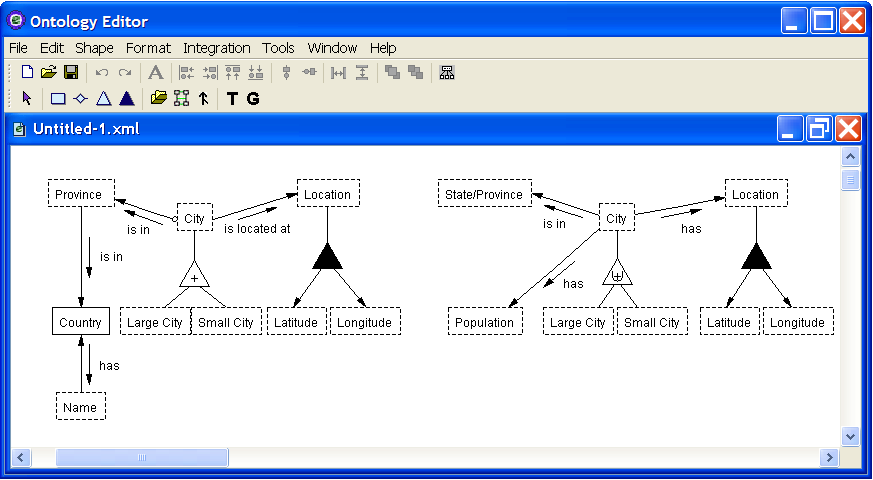 Ontology Editor
File Edit Shape Format Integration Tools Window Help
A
T G
Untitled-1.xml
Province
City
Location
is in
is located at
is in
+
Country
Large City
Small City
Latitude
Longitude
has
Name
State/Province
City
Location
is in
has
has
⊎
Population
Large City
Small City
Latitude
Longitude